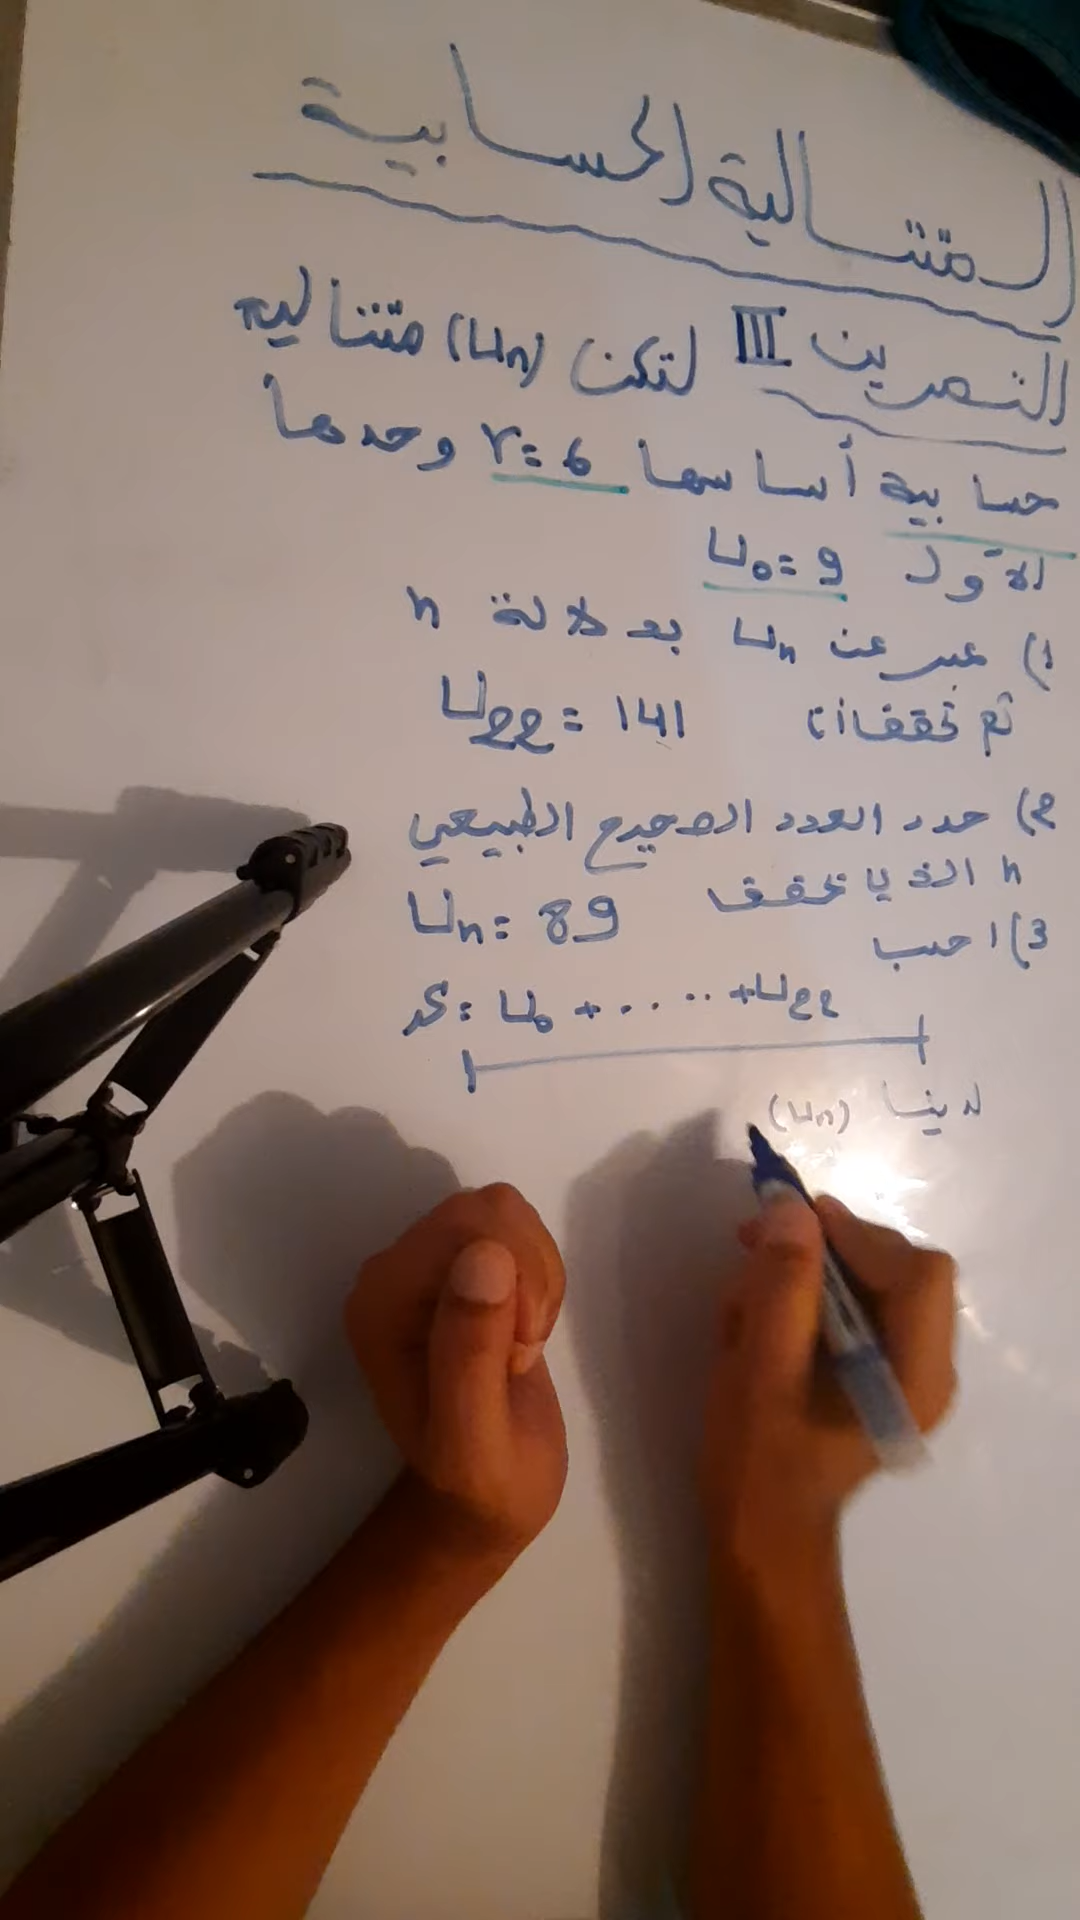 المتتالية الحسابية
التمرين III لتكن (Un) متتالية
حسابية أساسها r=6 وحدها
الأول U0=9
1) عبر عن Un بدلالة n
ثم تحقق أن U22=141
2) حدد العدد الصحيح الطبيعي
n الذي يحقق Un=89
3) احسب
S=U0+......+U22
لدينا (Un)